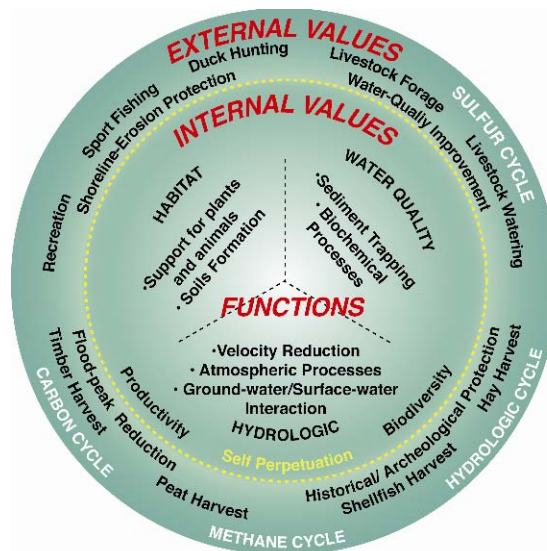 EXTERNAL VALUES
Duck Hunting
Livestock Forage
Sport Fishing
Shoreline-Erosion Protection
Water-Qually Improvement
SULFUR CYCLE
INTERNAL VALUES
Livestock Watering
Recreation
HABITAT
·Support for plants
and animals
· Soils Formation
WATER QUALITY
·Sediment Trapping
· Biochemical
Processes
FUNCTIONS
·Velocity Reduction
· Atmospheric Processes
· Ground-water/Surface-water
Interaction
HYDROLOGIC
Productivity
Biodiversity
Flood-peak Reduction
Timber Harvest
CARBON CYCLE
Self Perpetuation
Historical/ Archeological Protection
Hay Harvest
HYDROLOGIC CYCLE
Peat Harvest
Shellfish Harvest
METHANE CYCLE